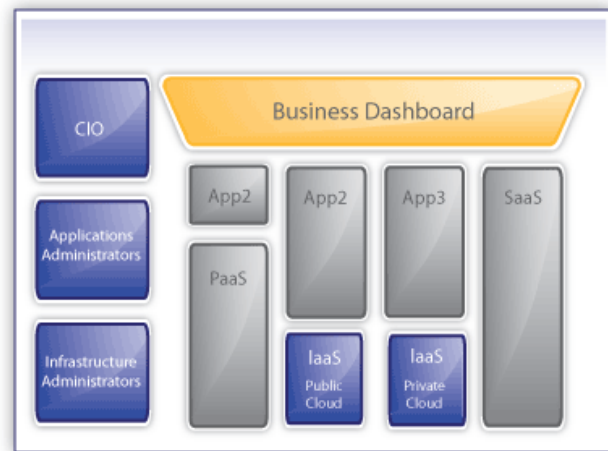 CIO
Business Dashboard
App2
App2
App3
SaaS
Applications
Administrators
PaaS
Infrastructure
Administrators
IaaS
Public
Cloud
IaaS
Private
Cloud